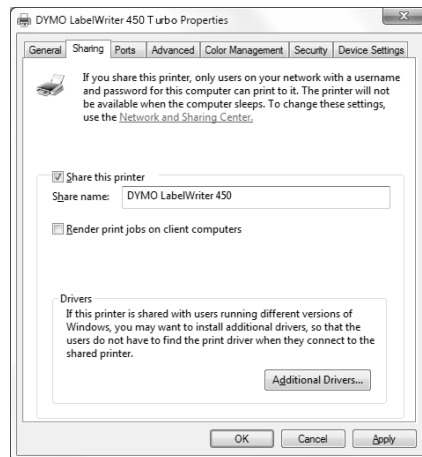 DYMO LabelWriter 450 Turbo Properties
General Sharing Ports Advanced Color Management Security Device Settings
If you share this printer, only users on your network with a username
and password for this computer can print to it. The printer will not
be available when the computer sleeps. To change these settings,
use the Network and Sharing Center.
Share this printer
Share name: DYMO LabelWriter 450
Render print jobs on client computers
Drivers
If this printer is shared with users running different versions of
Windows, you may want to install additional drivers, so that the
users do not have to find the print driver when they connect to the
shared printer.
Additional Drivers...
OK Cancel Apply